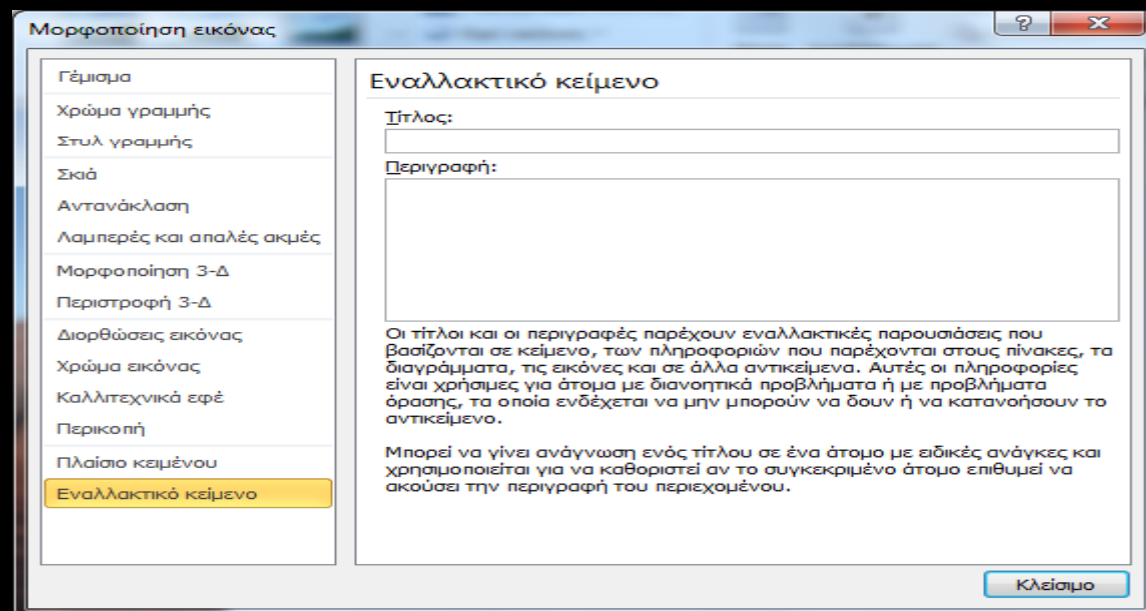 Μορφοποίηση εικόνας
Γέμισμα
Χρώμα γραμμής
Στυλ γραμμής
Σκιά
Αντανάκλαση
Λαμπερές και απαλές ακμές
Μορφοποίηση 3-Δ
Περιστροφή 3-Δ
Διορθώσεις εικόνας
Χρώμα εικόνας
Καλλιτεχνικά εφέ
Περικοπή
Πλαίσιο κειμένου
Εναλλακτικό κείμενο
Εναλλακτικό κείμενο
Τίτλος:
Περιγραφή:
Οι τίτλοι και οι περιγραφές παρέχουν εναλλακτικές παρουσιάσεις που
βασίζονται σε κείμενο, των πληροφοριών που παρέχονται στους πίνακες, τα
διαγράμματα, τις εικόνες και σε άλλα αντικείμενα. Αυτές οι πληροφορίες
είναι χρήσιμες για άτομα με διανοητικά προβλήματα ή με προβλήματα
όρασης, τα οποία ενδέχεται να μην μπορούν να δουν ή να κατανοήσουν το
αντικείμενο.
Μπορεί να γίνει ανάγνωση ενός τίτλου σε ένα άτομο με ειδικές ανάγκες και
χρησιμοποιείται για να καθοριστεί αν το συγκεκριμένο άτομο επιθυμεί να
ακούσει την περιγραφή του περιεχομένου.
Κλείσιμο